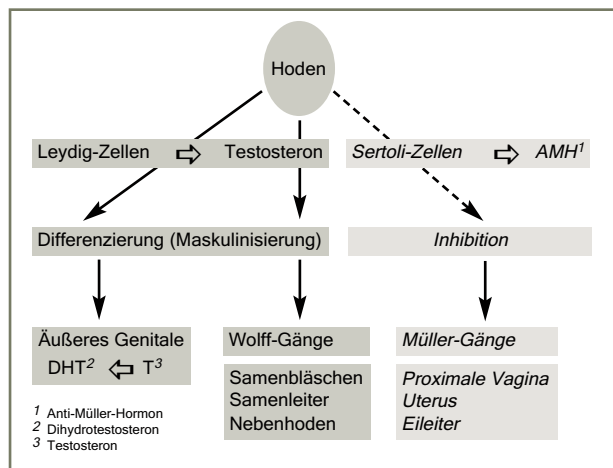 Hoden
Leydig-Zellen ⇨ Testosteron
Sertoli-Zellen ⇨ AMH¹
Differenzierung (Maskulinisierung)
Inhibition
Äußeres Genitale
DHT² ⇦ T³
Wolff-Gänge
Samenbläschen
Samenleiter
Nebenhoden
Müller-Gänge
Proximale Vagina
Uterus
Eileiter
1 Anti-Müller-Hormon
2 Dihydrotestosteron
3 Testosteron